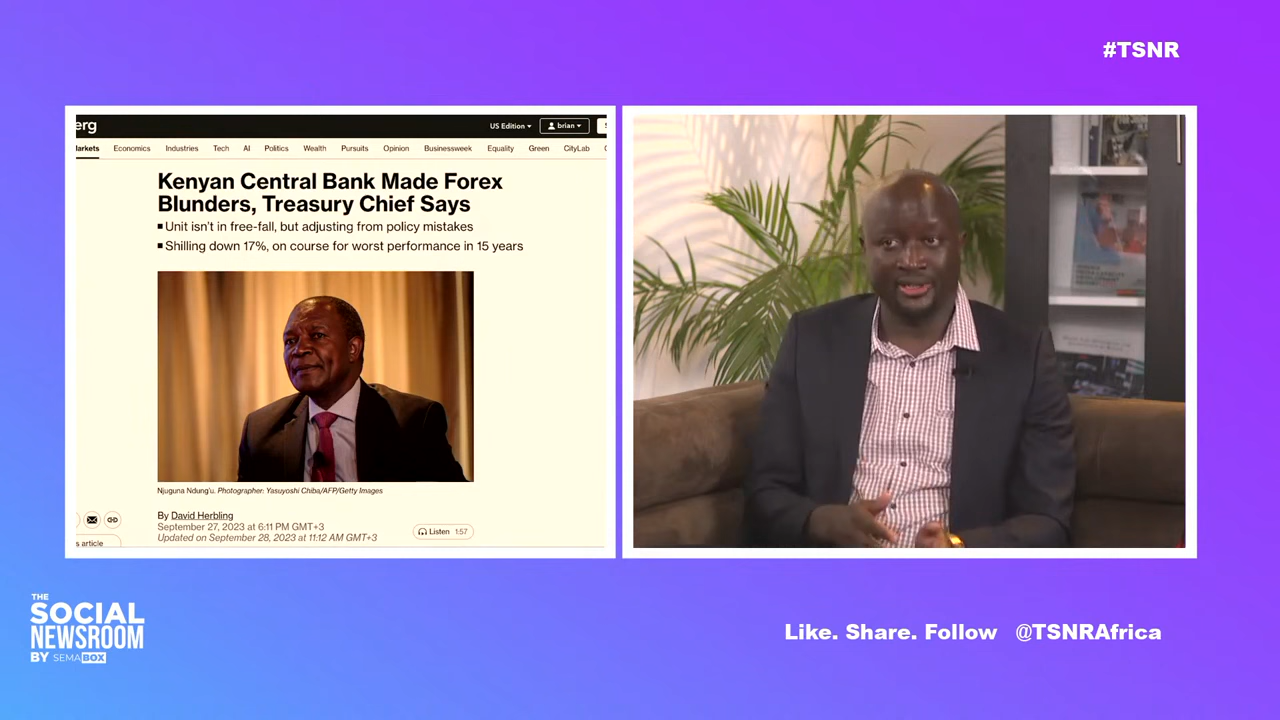 #TSNR
erg
US Edition
brian
arkets Economics Industries Tech AI Politics Wealth Pursuits Opinion Businessweek Equality Green CityLab
Kenyan Central Bank Made Forex
Blunders, Treasury Chief Says
Unit isn't in free-fall, but adjusting from policy mistakes
Shilling down 17%, on course for worst performance in 15 years
Njuguna Ndung'u. Photographer: Yasuyoshi Chiba/AFP/Getty Images
By David Herbling
September 27, 2023 at 6:11 PM GMT+3
Updated on September 28, 2023 at 11:12 AM GMT+3
Listen 1:57
s article
THE
SOCIAL
NEWSROOM
BY SEMABOX
Like. Share. Follow @TSNRAfrica